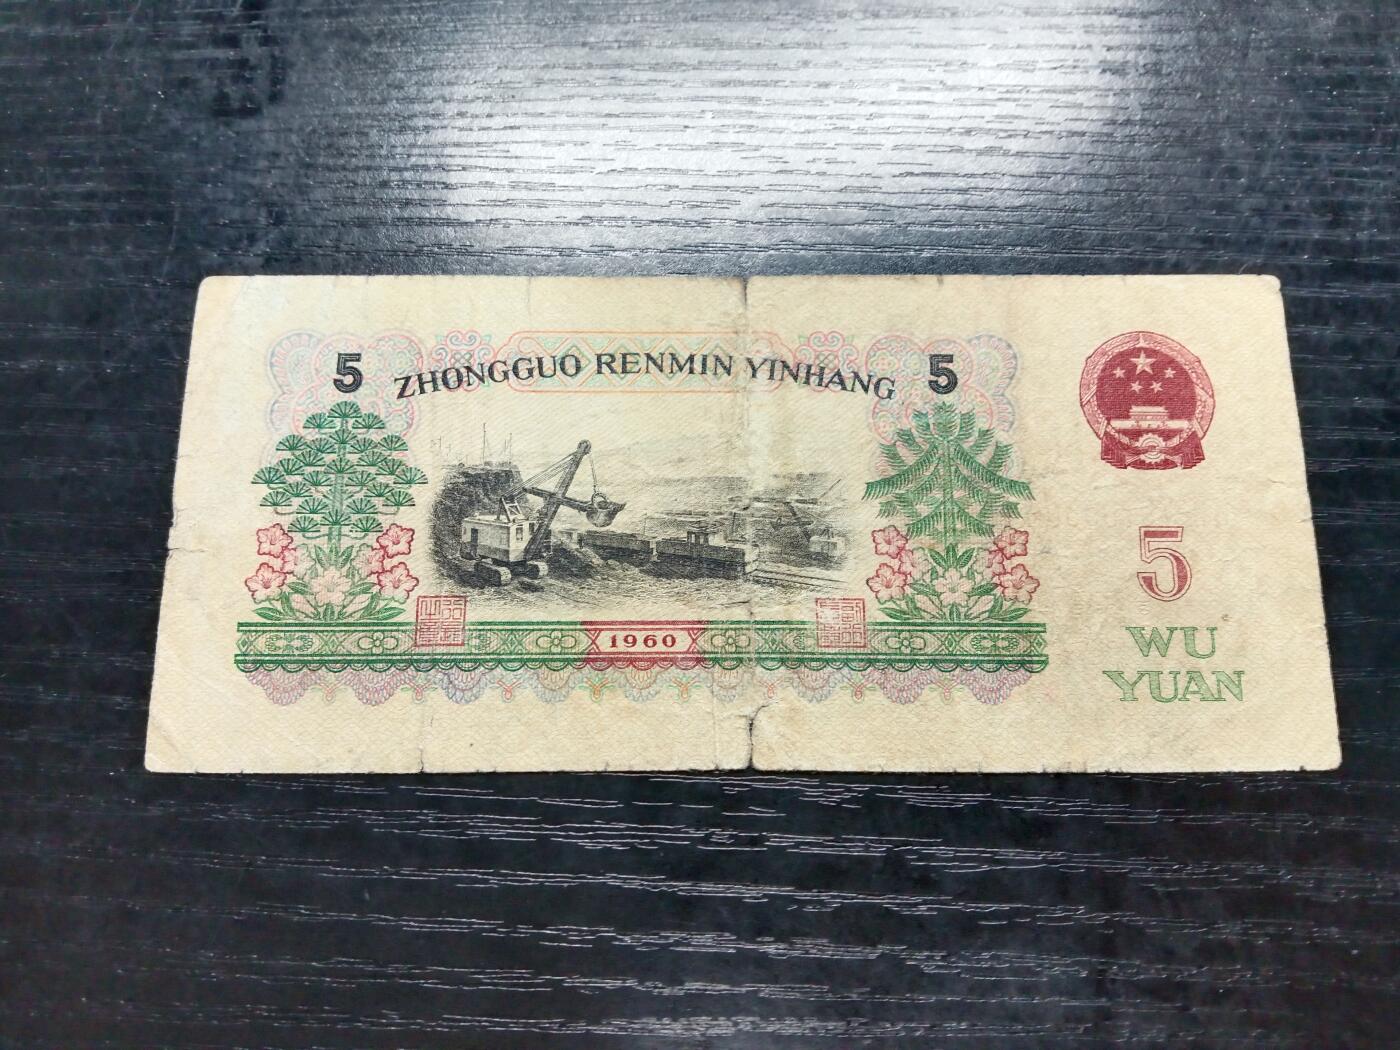 5 ZHONGGUO RENMIN YINHANG 5
5
1960
WU
YUAN